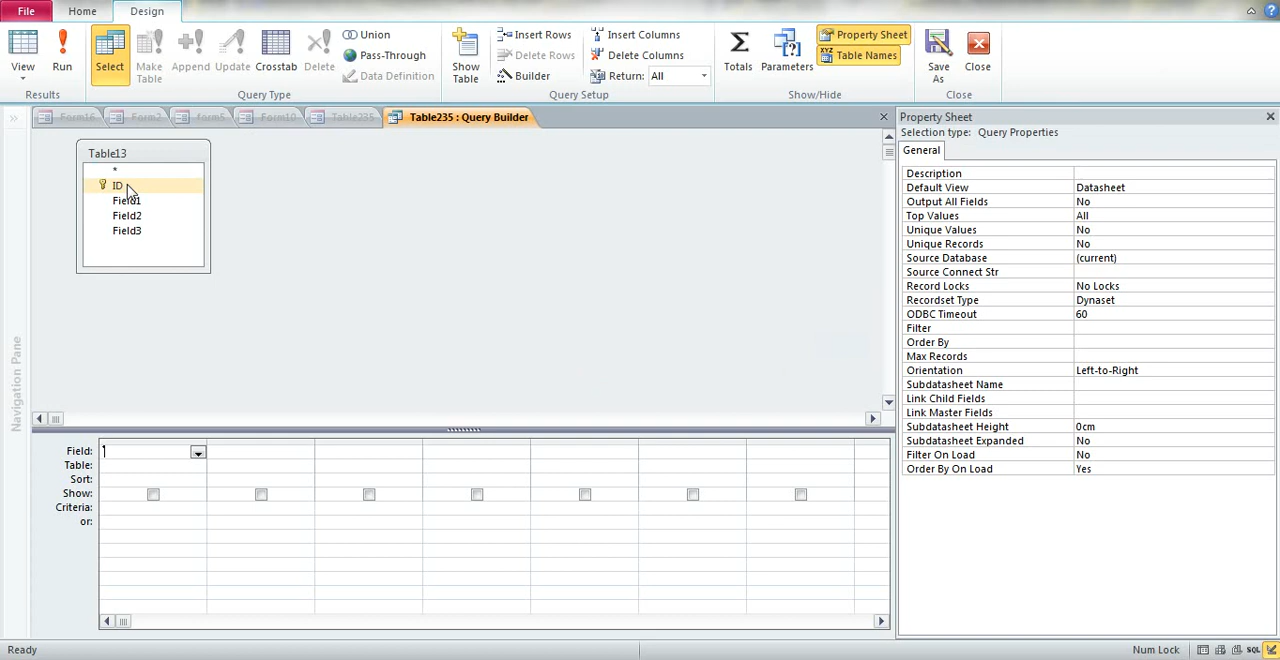 File Home Design
View
Run
Results
Select
Make Table
Append
Update
Crosstab
Delete
Union
Pass-Through
Data Definition
Query Type
Show Table
Insert Rows
Delete Rows
Builder
Insert Columns
Delete Columns
Return: All
Query Setup
Totals
Parameters
Property Sheet
Table Names
Show/Hide
Save As
Close
Close
Form16 Form2 form5 Form10 Table235 Table235 : Query Builder
Navigation Pane
Table13
*
ID
Field1
Field2
Field3
Field:
Table:
Sort:
Show:
Criteria:
or:
Property Sheet
Selection type: Query Properties
General
Description
Default View Datasheet
Output All Fields No
Top Values All
Unique Values No
Unique Records No
Source Database (current)
Source Connect Str
Record Locks No Locks
Recordset Type Dynaset
ODBC Timeout 60
Filter
Order By
Max Records
Orientation Left-to-Right
Subdatasheet Name
Link Child Fields
Link Master Fields
Subdatasheet Height 0cm
Subdatasheet Expanded No
Filter On Load No
Order By On Load Yes
Ready Num Lock SQL